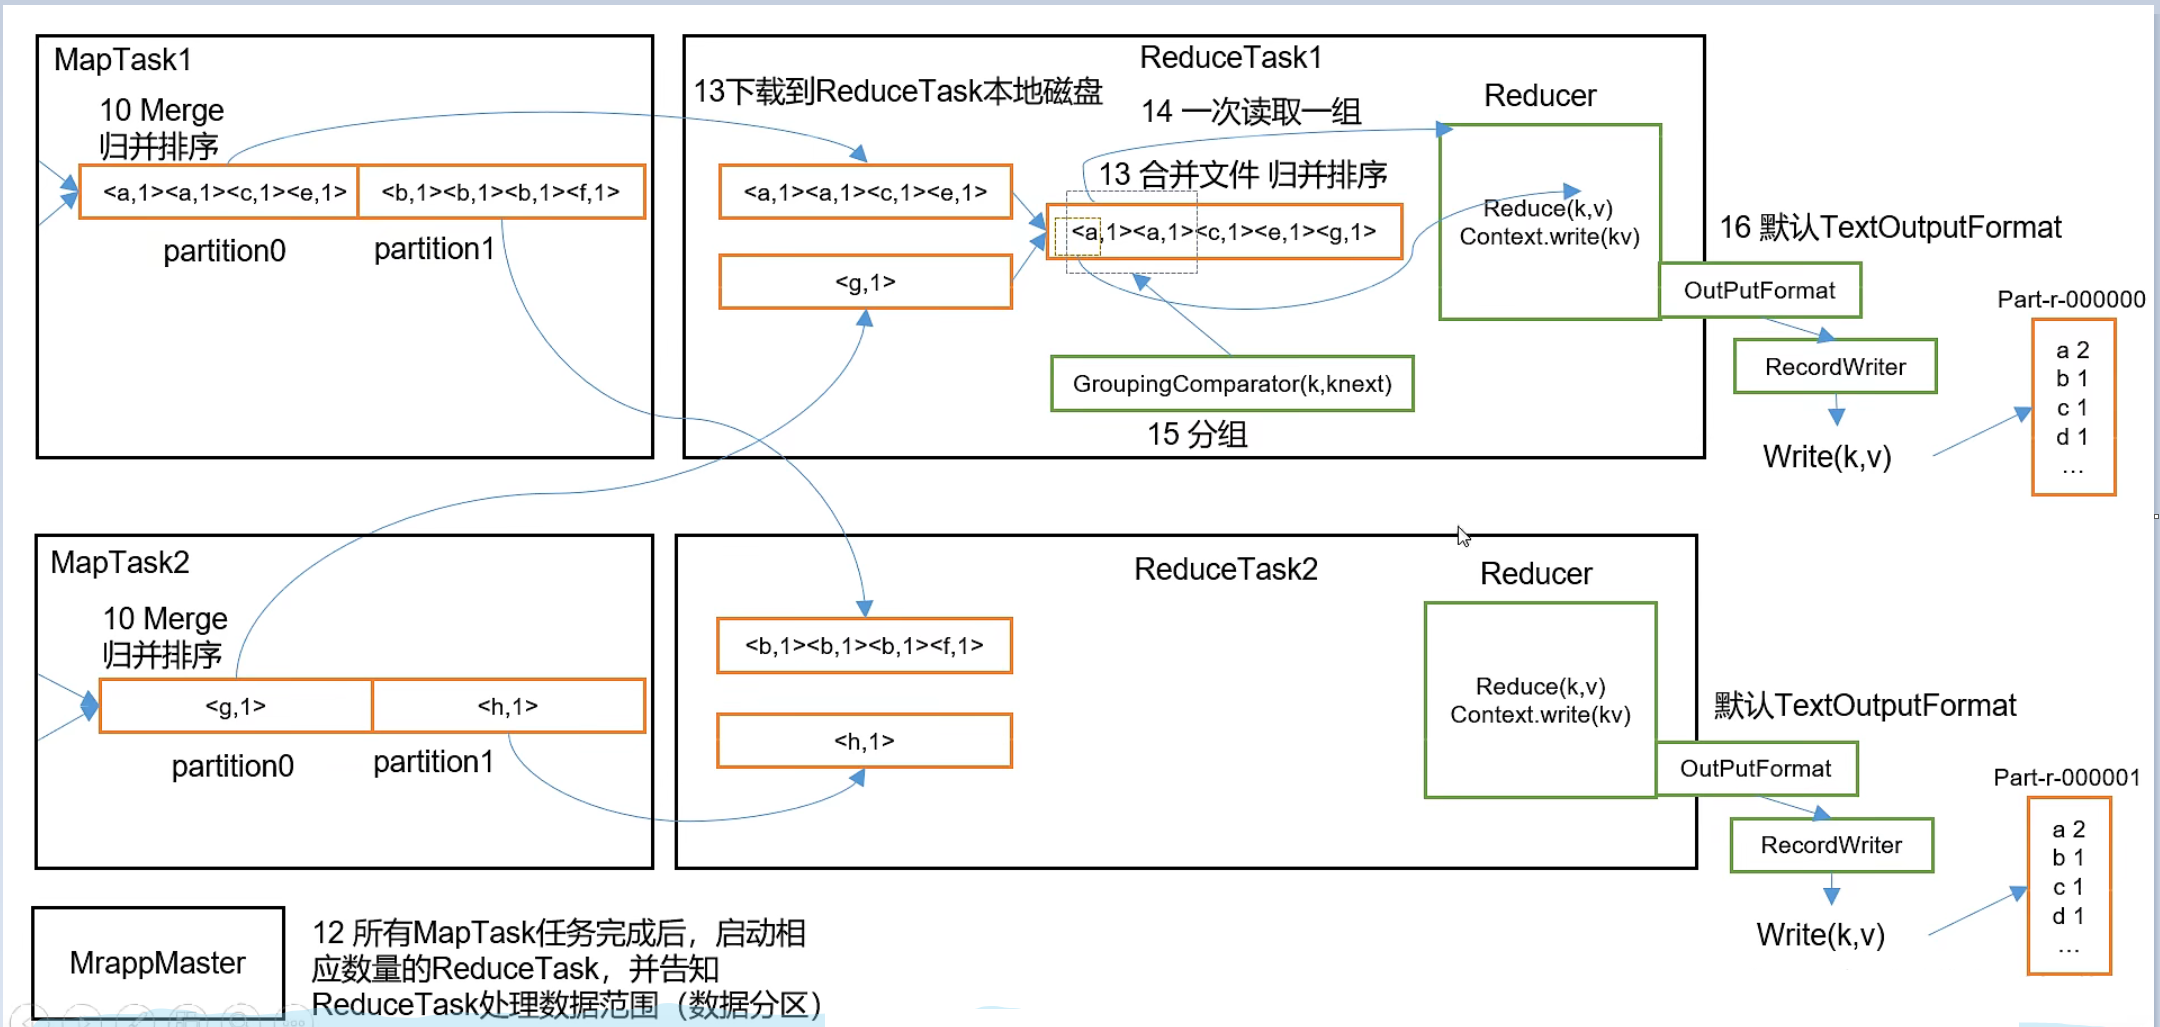 MapTask1
10 Merge
归并排序
<a,1><a,1><c,1><e,1>
<b,1><b,1><b,1><f,1>
partition0
partition1
ReduceTask1
13下载到ReduceTask本地磁盘
14 一次读取一组
Reducer
13 合并文件 归并排序
<a,1><a,1><c,1><e,1>
<a,1><a,1><c,1><e,1><g,1>
<g,1>
Reduce(k,v)
Context.write(kv)
GroupingComparator(k,knext)
15 分组
16 默认TextOutputFormat
OutPutFormat
RecordWriter
Write(k,v)
Part-r-000000
a 2
b 1
c 1
d 1
...
MapTask2
10 Merge
归并排序
<g,1>
<h,1>
partition0
partition1
ReduceTask2
Reducer
<b,1><b,1><b,1><f,1>
<h,1>
Reduce(k,v)
Context.write(kv)
默认TextOutputFormat
OutPutFormat
RecordWriter
Write(k,v)
Part-r-000001
a 2
b 1
c 1
d 1
...
MrappMaster
12 所有MapTask任务完成后，启动相
应数量的ReduceTask，并告知
ReduceTask处理数据范围（数据分区）